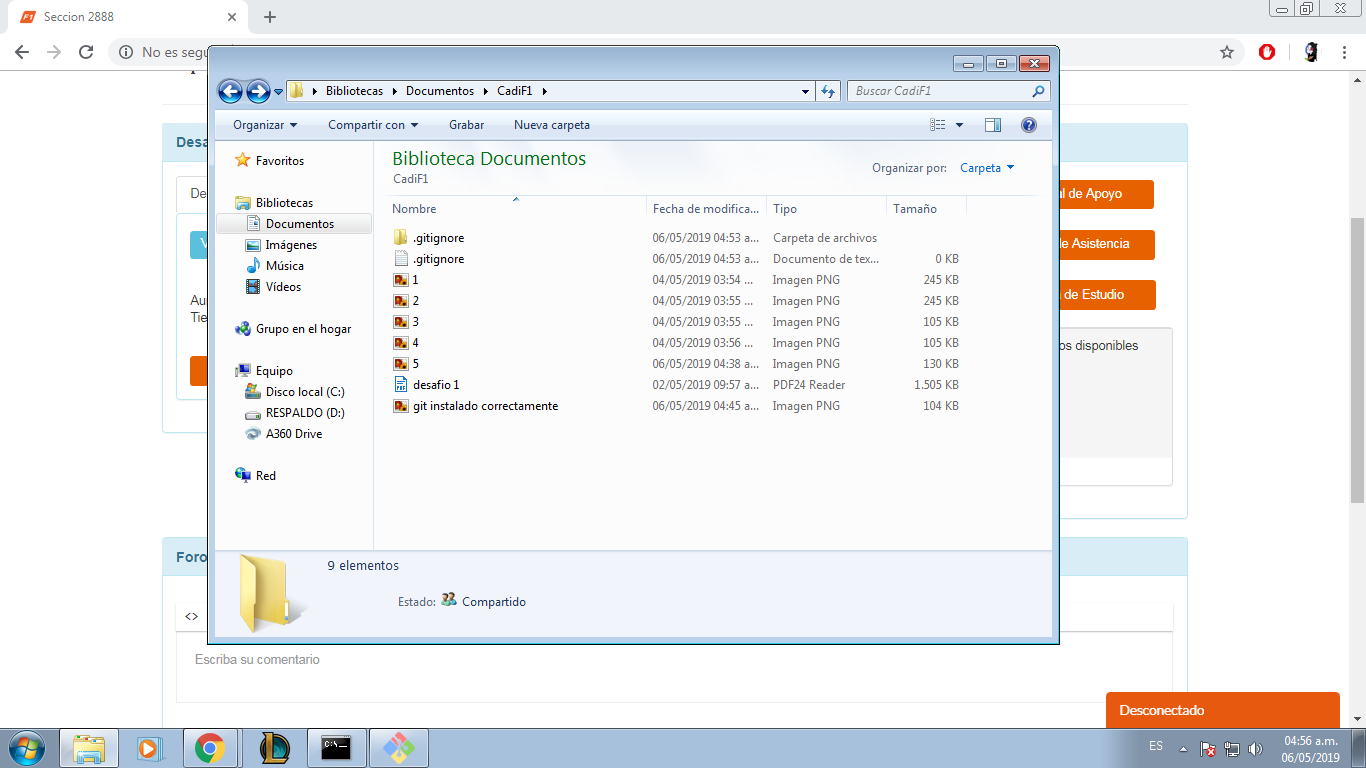 Seccion 2888
No es segu
Bibliotecas Documentos CadiF1
Buscar CadiF1
Organizar Compartir con Grabar Nueva carpeta
Favoritos
Bibliotecas
Documentos
Imágenes
Música
Vídeos
Grupo en el hogar
Equipo
Disco local (C:)
RESPALDO (D:)
A360 Drive
Red
Biblioteca Documentos
CadiF1
Organizar por: Carpeta
Nombre Fecha de modifica... Tipo Tamaño
.gitignore 06/05/2019 04:53 a... Carpeta de archivos
.gitignore 06/05/2019 04:53 a... Documento de tex... 0 KB
1 04/05/2019 03:54 ... Imagen PNG 245 KB
2 04/05/2019 03:55 ... Imagen PNG 245 KB
3 04/05/2019 03:55 ... Imagen PNG 105 KB
4 04/05/2019 03:56 ... Imagen PNG 105 KB
5 06/05/2019 04:38 a... Imagen PNG 130 KB
desafio 1 02/05/2019 09:57 a... PDF24 Reader 1.505 KB
git instalado correctamente 06/05/2019 04:45 a... Imagen PNG 104 KB
9 elementos
Estado: Compartido
Desa
De
V
Au
Tie
l de Apoyo
de Asistencia
de Estudio
os disponibles
Foro
<>
Escriba su comentario
Desconectado
ES
04:56 a.m.
06/05/2019